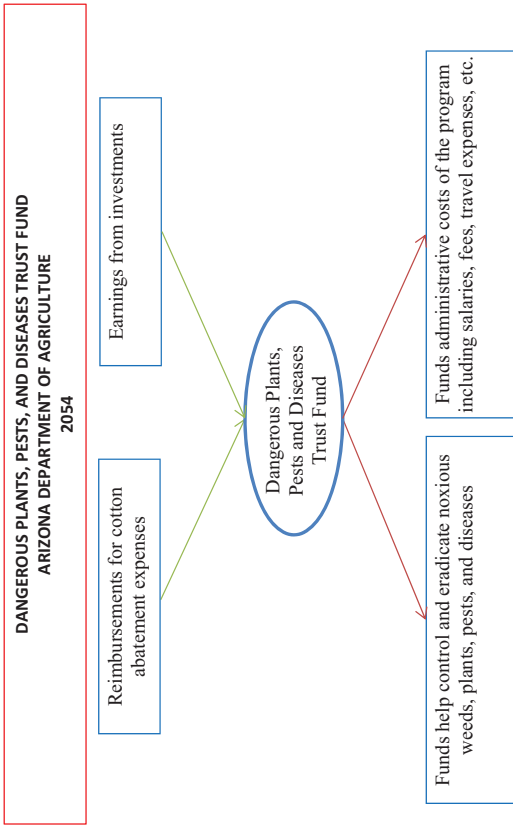 DANGEROUS PLANTS, PESTS, AND DISEASES TRUST FUND
ARIZONA DEPARTMENT OF AGRICULTURE
2054
Reimbursements for cotton
abatement expenses
Earnings from investments
Dangerous Plants,
Pests and Diseases
Trust Fund
Funds help control and eradicate noxious
weeds, plants, pests, and diseases
Funds administrative costs of the program
including salaries, fees, travel expenses, etc.